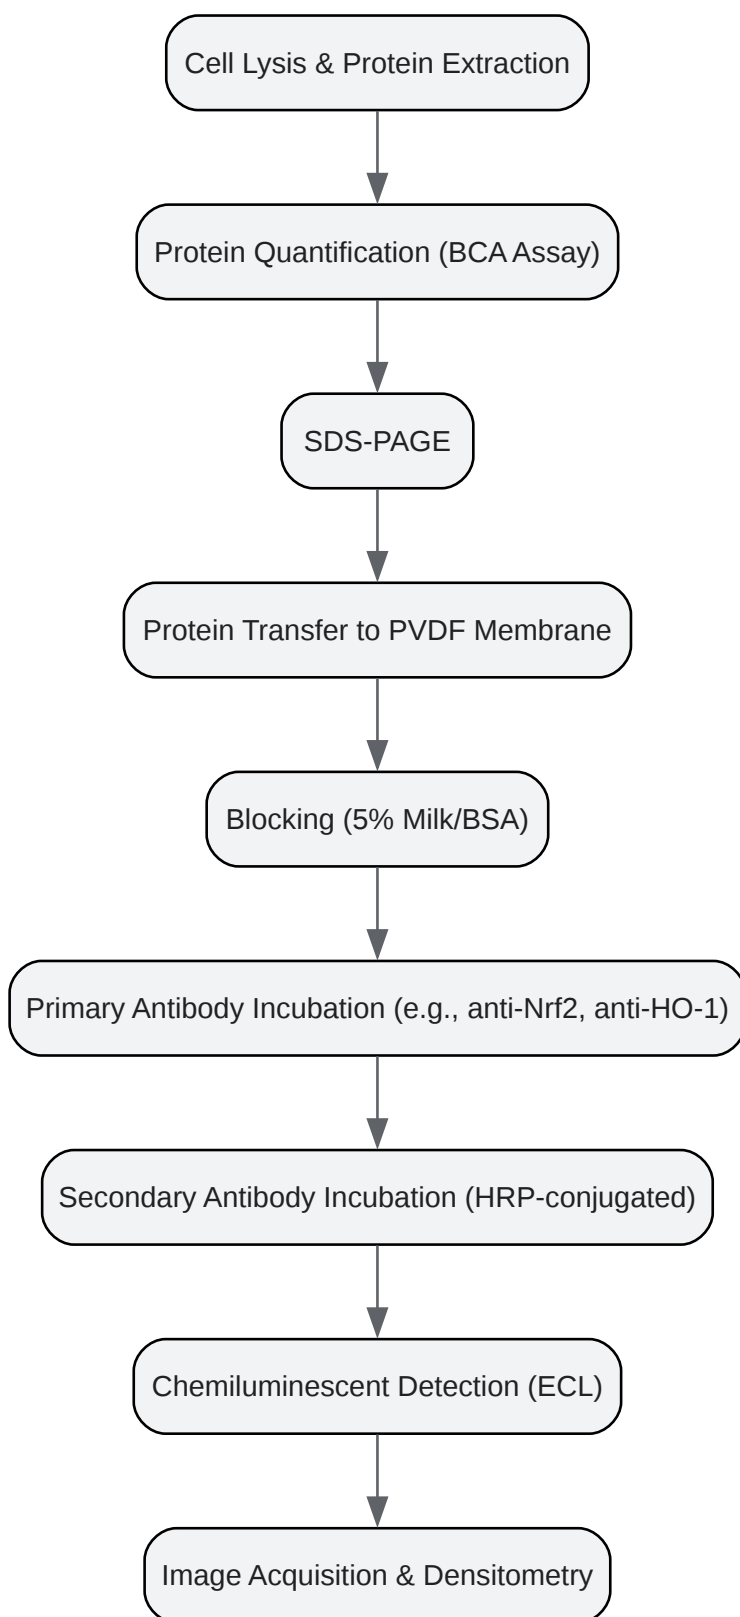 Cell Lysis & Protein Extraction
Protein Quantification (BCA Assay)
SDS-PAGE
Protein Transfer to PVDF Membrane
Blocking (5% Milk/BSA)
Primary Antibody Incubation (e.g., anti-Nrf2, anti-HO-1)
Secondary Antibody Incubation (HRP-conjugated)
Chemiluminescent Detection (ECL)
Image Acquisition & Densitometry